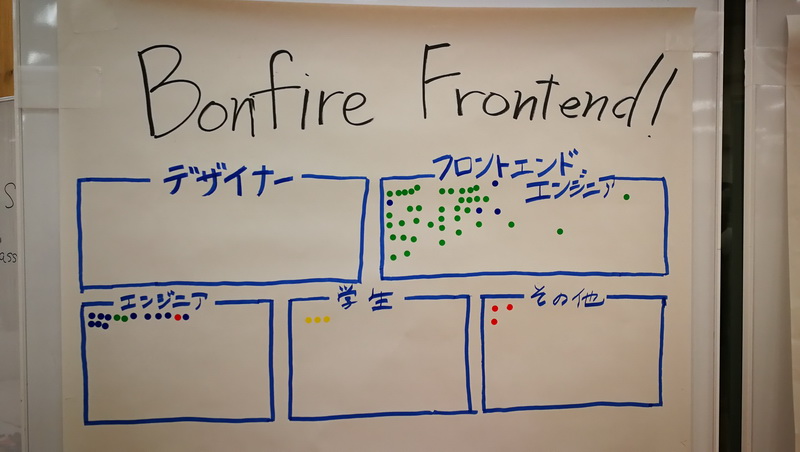 Bonfire Frontend!
デザイナー
フロントエンド
エンジニア
エンジニア
学生
その他
S
ass